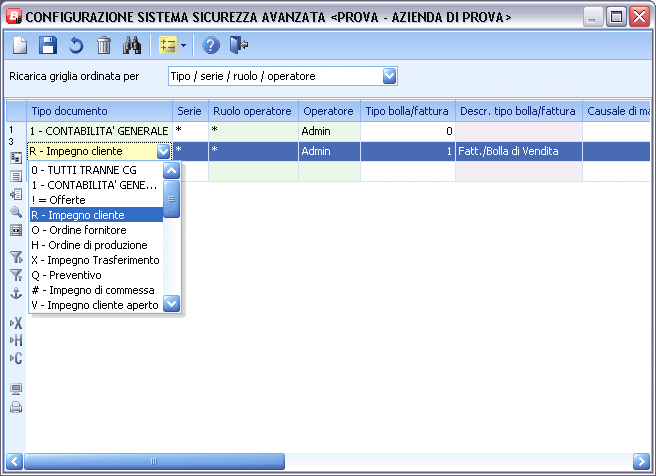 CONFIGURAZIONE SISTEMA SICUREZZA AVANZATA <PROVA - AZIENDA DI PROVA>
Ricarica griglia ordinata per
Tipo / serie / ruolo / operatore
Tipo documento Serie Ruolo operatore Operatore Tipo bolla/fattura Descr. tipo bolla/fattura Causale di ma
1 - CONTABILITA' GENERALE * * Admin 0
R - Impegno cliente * * Admin 1 Fatt./Bolla di Vendita
0 - TUTTI TRANNE CG
1 - CONTABILITA' GENE...
! = Offerte
R - Impegno cliente
O - Ordine fornitore
H - Ordine di produzione
X - Impegno Trasferimento
Q - Preventivo
# - Impegno di commessa
V - Impegno cliente aperto
1
3
X
H
C